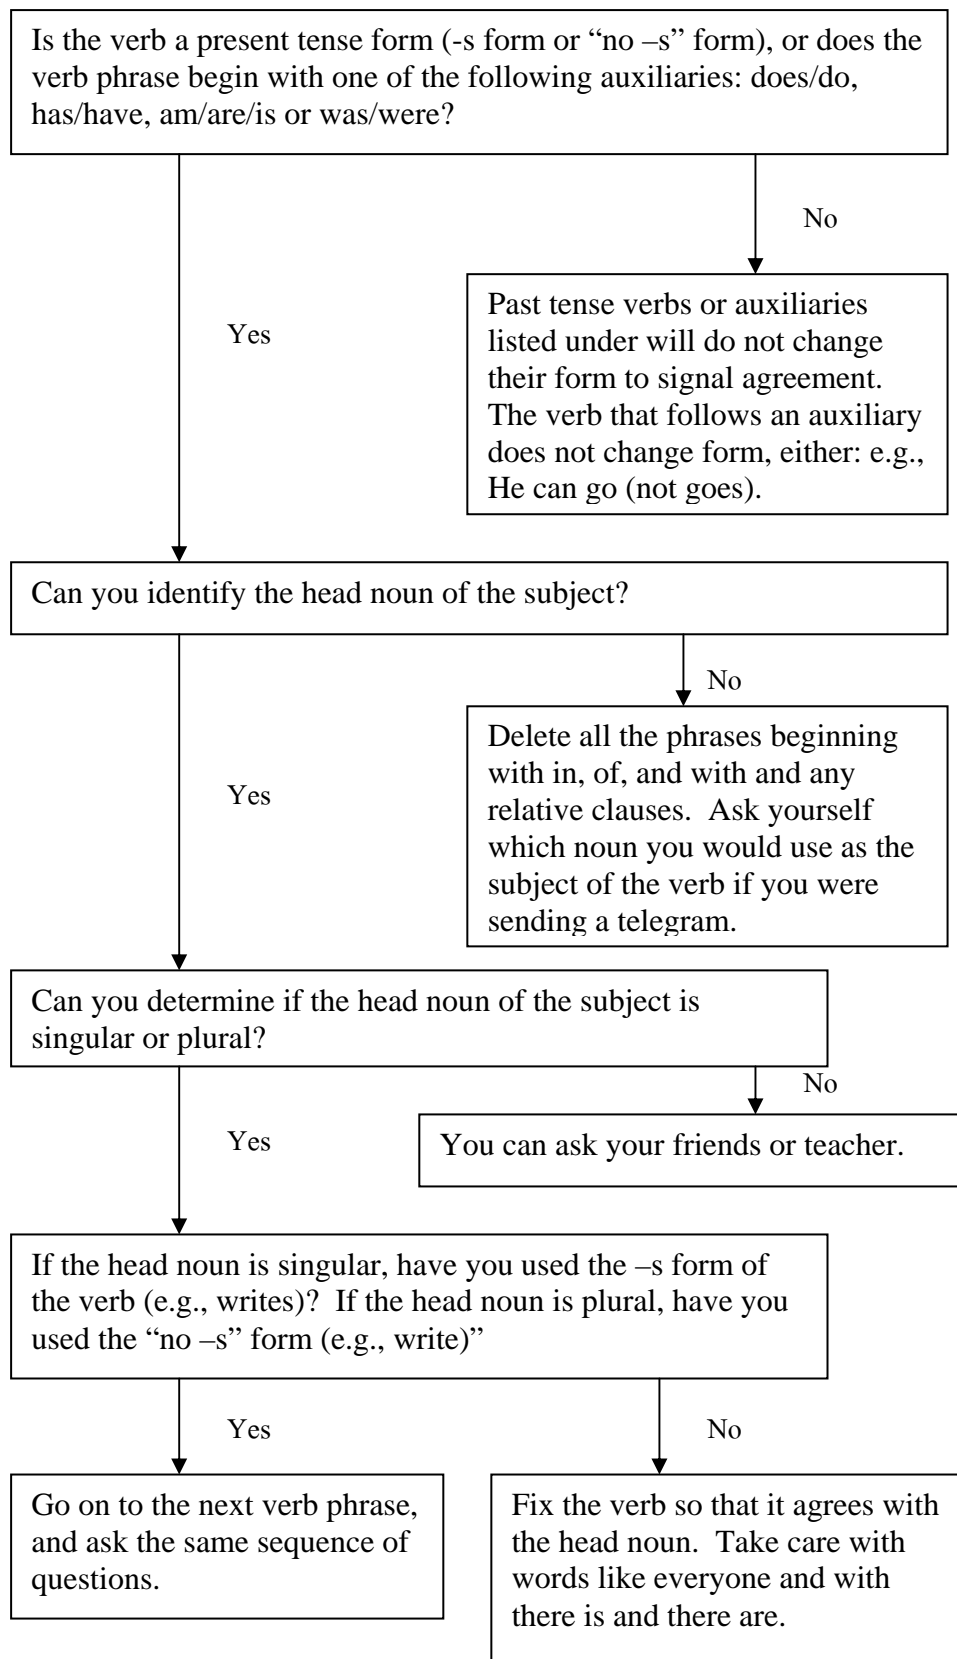 Is the verb a present tense form (-s form or “no –s” form), or does the
verb phrase begin with one of the following auxiliaries: does/do,
has/have, am/are/is or was/were?
No
Past tense verbs or auxiliaries
listed under will do not change
their form to signal agreement.
The verb that follows an auxiliary
does not change form, either: e.g.,
He can go (not goes).
Yes
Can you identify the head noun of the subject?
No
Delete all the phrases beginning
with in, of, and with and any
relative clauses. Ask yourself
which noun you would use as the
subject of the verb if you were
sending a telegram.
Yes
Can you determine if the head noun of the subject is
singular or plural?
No
You can ask your friends or teacher.
Yes
If the head noun is singular, have you used the –s form of
the verb (e.g., writes)? If the head noun is plural, have you
used the “no –s” form (e.g., write)”
Yes
No
Go on to the next verb phrase,
and ask the same sequence of
questions.
Fix the verb so that it agrees with
the head noun. Take care with
words like everyone and with
there is and there are.